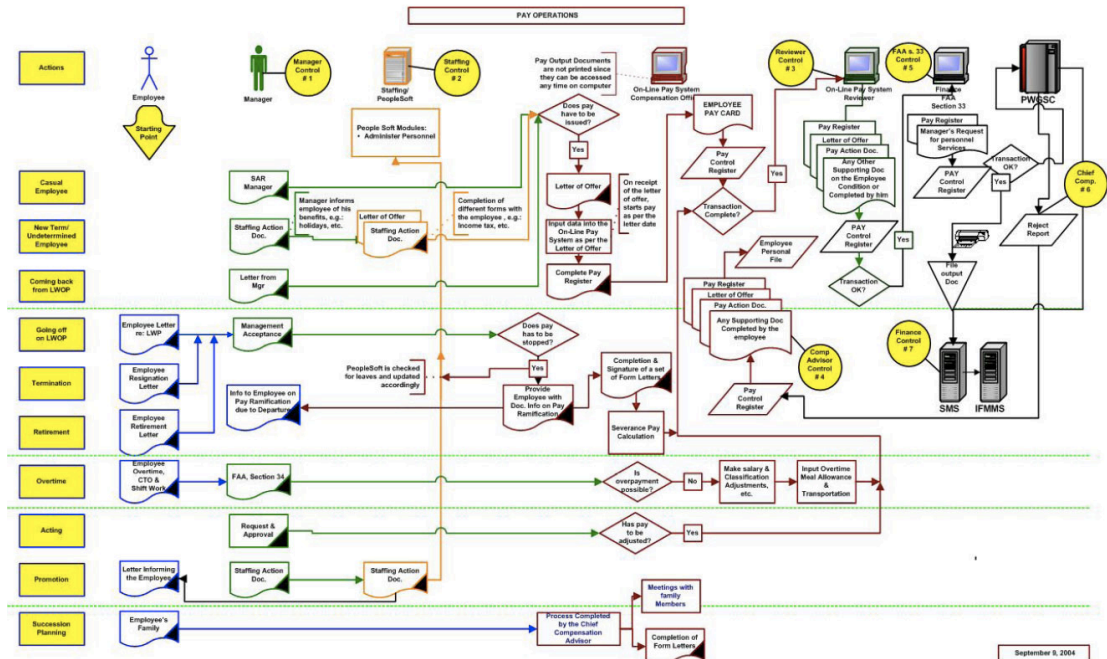 PAY OPERATIONS
Actions
Employee
Starting
Point
Manager
Manager
Control
# 1
Staffing/
PeopleSoft
Staffing
Control
# 2
Pay Output Documents
are not printed since
they can be accessed
any time on computer
On-Line Pay System
Compensation Offi
Reviewer
Control
# 3
On-Line Pay System
Reviewer
FAA s. 33
Control
# 5
Finance
FAA
Section 33
PWGSC
People Soft Modules:
• Administer Personnel
Does pay
have to be
issued?
Yes
EMPLOYEE
PAY CARD
Pay
Control
Register
Transaction
Complete?
Yes
Pay Register
Letter of Offer
Pay Action Doc.
Any Other
Supporting Doc
on the Employee
Condition or
Completed by him
PAY
Control
Register
Transaction
OK?
Yes
Pay Register
Manager's Request
for personnel
Services
PAY
Control
Register
Transaction
OK?
Yes
Chief
Comp.
# 6
Reject
Report
File
output
Doc
Casual
Employee
SAR
Manager
Manager informs
employee of his
benefits, e.g.:
holidays, etc.
Completion of
different forms with
the employee , e.g.:
Income tax, etc.
Letter of Offer
On receipt
of the letter
of offer,
starts pay
as per the
letter date
New Term/
Undetermined
Employee
Staffing Action Doc.
Letter of Offer
Staffing Action Doc.
Input data into the
On-Line Pay
System as per the
Letter of Offer
Employee
Personal
File
Coming back
from LWOP
Letter from
Mgr
Complete Pay
Register
Pay Register
Letter of Offer
Pay Action Doc.
Any Supporting Doc
Completed by the
employee
Comp
Advisor
Control
# 4
Pay
Control
Register
Finance
Control
# 7
SMS
IFMMS
Going off
on LWOP
Employee Letter
re: LWP
Management
Acceptance
Does pay
has to be
stopped?
Yes
PeopleSoft is checked
for leaves and updated
accordingly
Termination
Employee
Resignation
Letter
Info to Employee on
Pay Ramification
due to Departure
Provide
Employee with
Doc. Info on Pay
Ramification
Completion &
Signature of a set
of Form Letters
Retirement
Employee
Retirement
Letter
Severance Pay
Calculation
Overtime
Employee
Overtime,
CTO &
Shift Work
FAA, Section 34
Is
overpayment
possible?
No
Make salary &
Classification
Adjustments,
etc.
Input Overtime
Meal Allowance
&
Transportation
Acting
Request &
Approval
Has pay
to be
adjusted?
Yes
Promotion
Letter Informing
the Employee
Staffing Action
Doc.
Staffing Action
Doc.
Succession
Planning
Employee's
Family
Process Completed
by the Chief
Compensation
Advisor
Meetings with
family
Members
Completion of
Form Letters
September 9, 2004